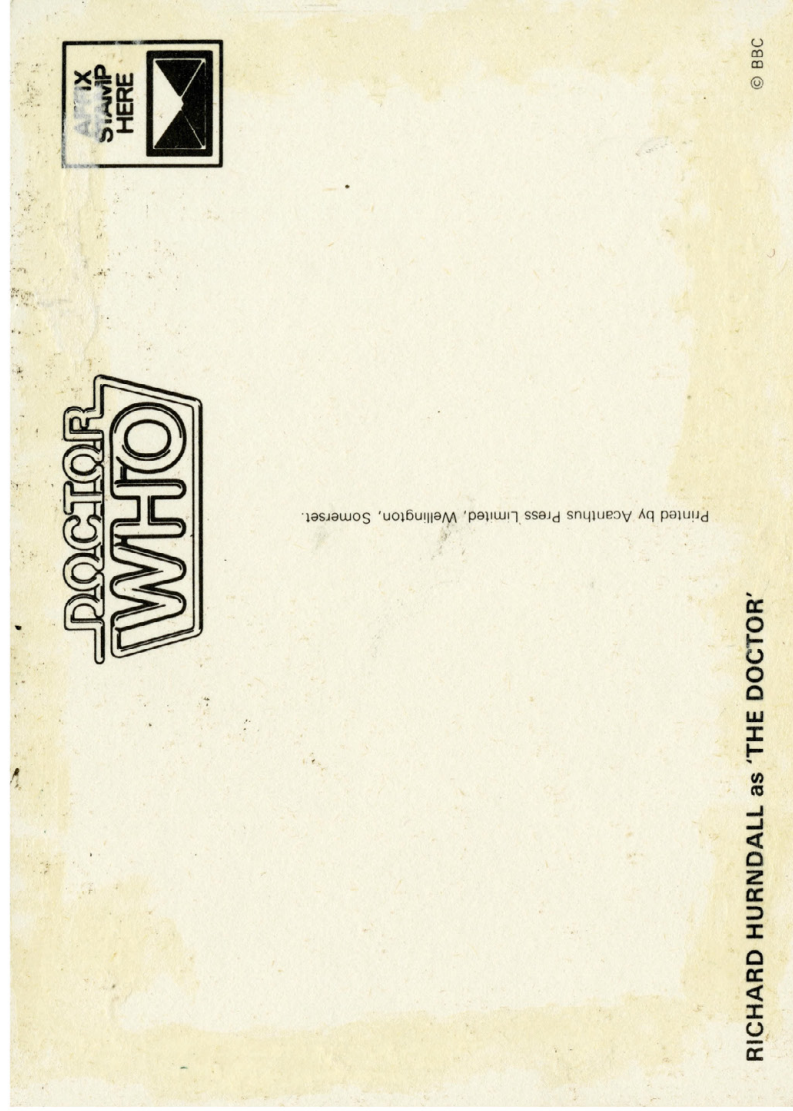 DOCTOR
WHO
AFFIX
STAMP
HERE
Printed by Acanthus Press Limited, Wellington, Somerset.
RICHARD HURNDALL as 'THE DOCTOR'
© BBC